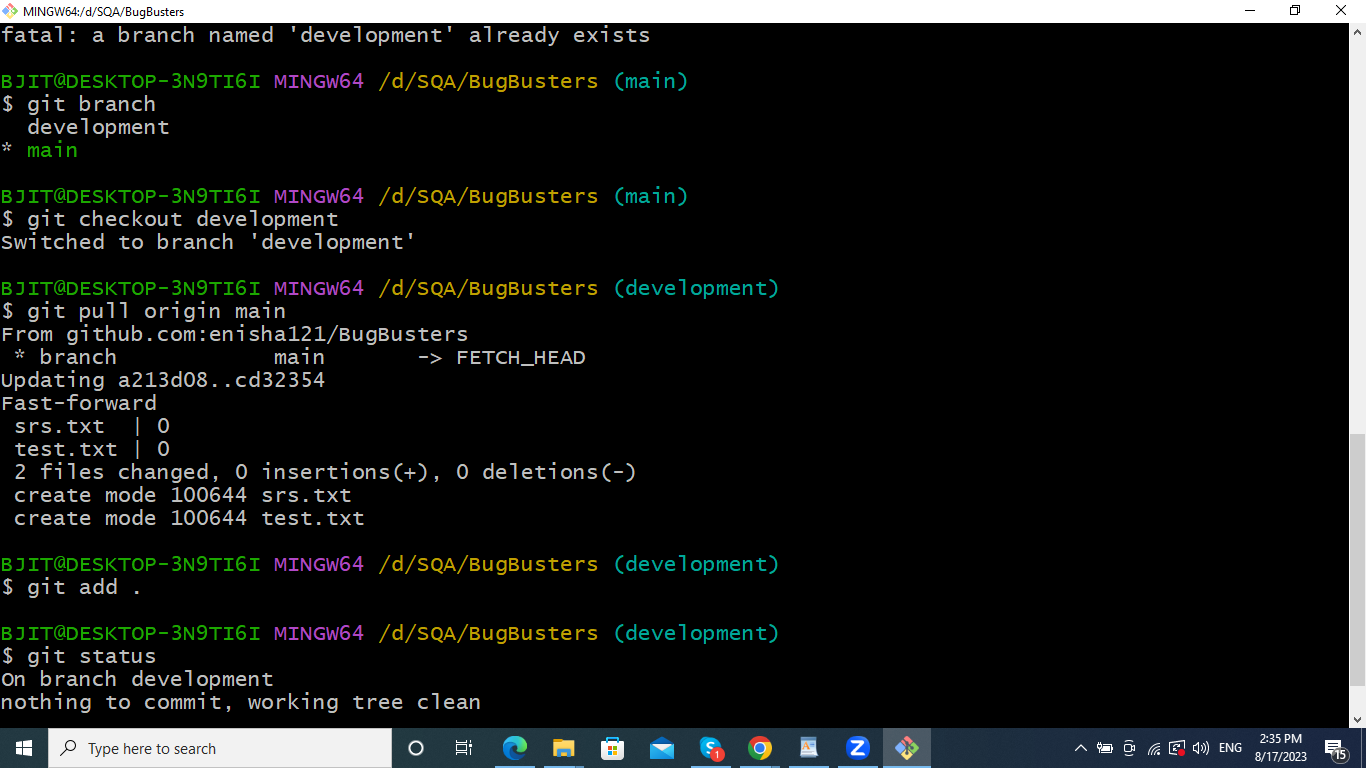 MINGW64:/d/SQA/BugBusters
fatal: a branch named 'development' already exists
BJIT@DESKTOP-3N9TI6I MINGW64 /d/SQA/BugBusters (main)
$ git branch
  development
* main
BJIT@DESKTOP-3N9TI6I MINGW64 /d/SQA/BugBusters (main)
$ git checkout development
Switched to branch 'development'
BJIT@DESKTOP-3N9TI6I MINGW64 /d/SQA/BugBusters (development)
$ git pull origin main
From github.com:enisha121/BugBusters
 * branch            main       -> FETCH_HEAD
Updating a213d08..cd32354
Fast-forward
 srs.txt  | 0
 test.txt | 0
 2 files changed, 0 insertions(+), 0 deletions(-)
 create mode 100644 srs.txt
 create mode 100644 test.txt
BJIT@DESKTOP-3N9TI6I MINGW64 /d/SQA/BugBusters (development)
$ git add .
BJIT@DESKTOP-3N9TI6I MINGW64 /d/SQA/BugBusters (development)
$ git status
On branch development
nothing to commit, working tree clean
Type here to search
1
ENG
2:35 PM
8/17/2023
15